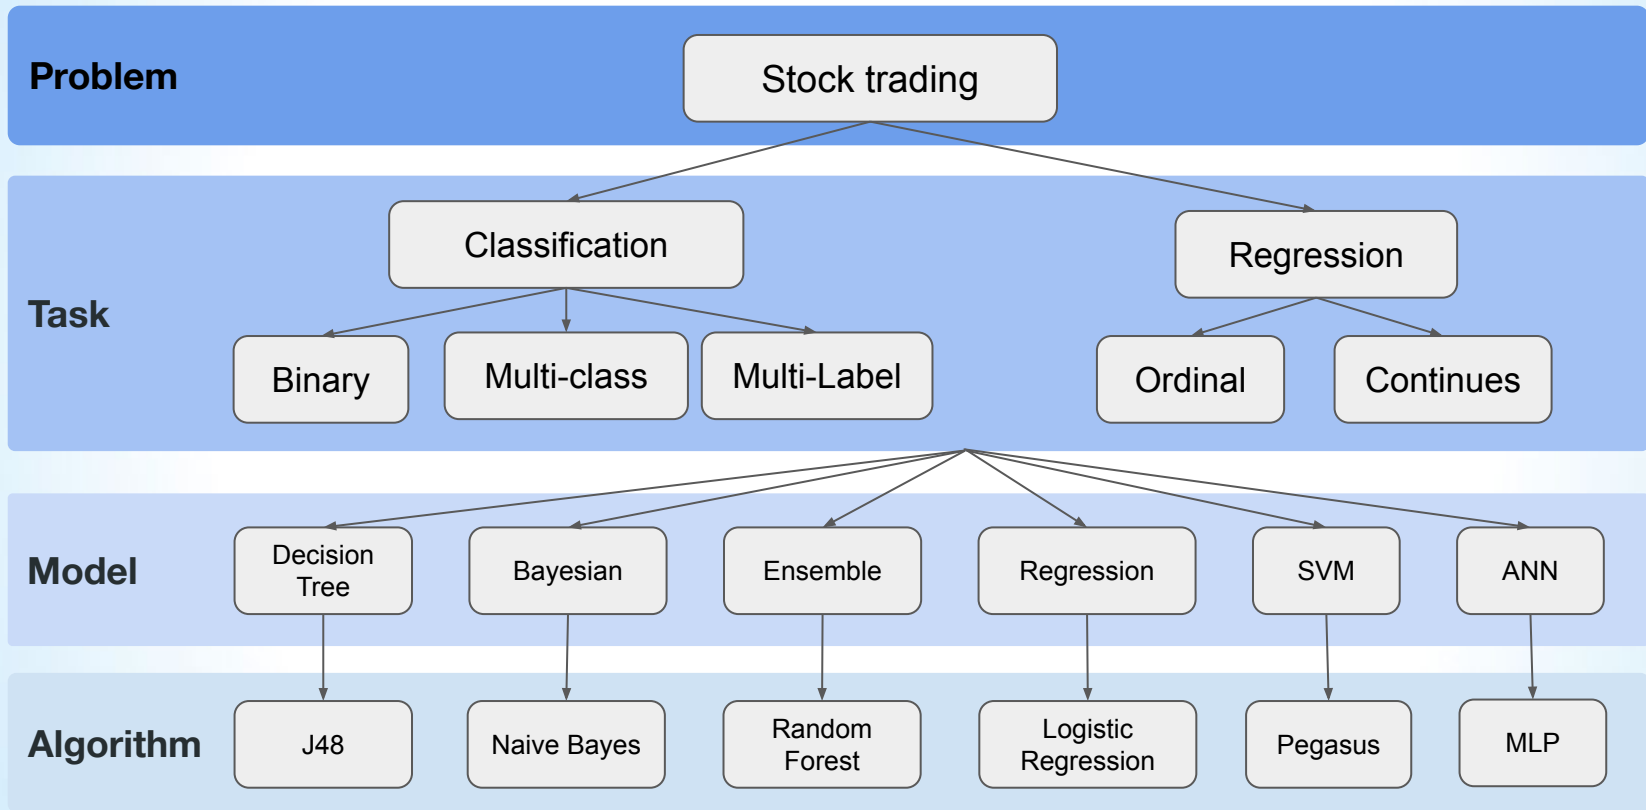 Problem
Stock trading
Task
Classification
Regression
Binary
Multi-class
Multi-Label
Ordinal
Continues
Model
Decision
Tree
Bayesian
Ensemble
Regression
SVM
ANN
Algorithm
J48
Naive Bayes
Random
Forest
Logistic
Regression
Pegasus
MLP